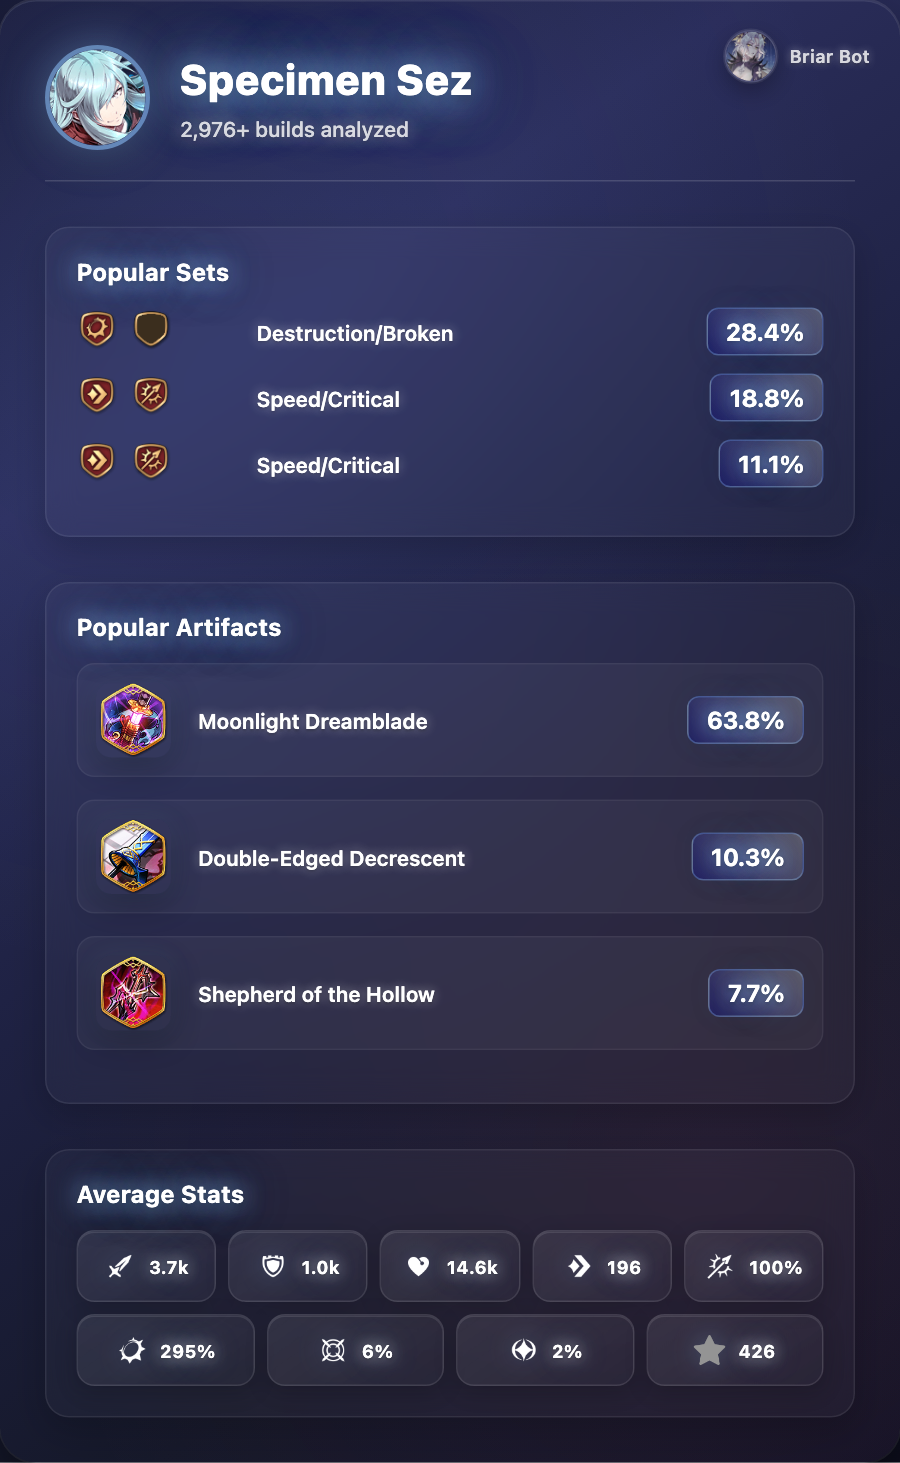 Specimen Sez
2,976+ builds analyzed
Briar Bot
Popular Sets
Destruction/Broken 28.4%
Speed/Critical 18.8%
Speed/Critical 11.1%
Popular Artifacts
Moonlight Dreamblade 63.8%
Double-Edged Decrescent 10.3%
Shepherd of the Hollow 7.7%
Average Stats
3.7k 1.0k 14.6k 196 100%
295% 6% 2% 426